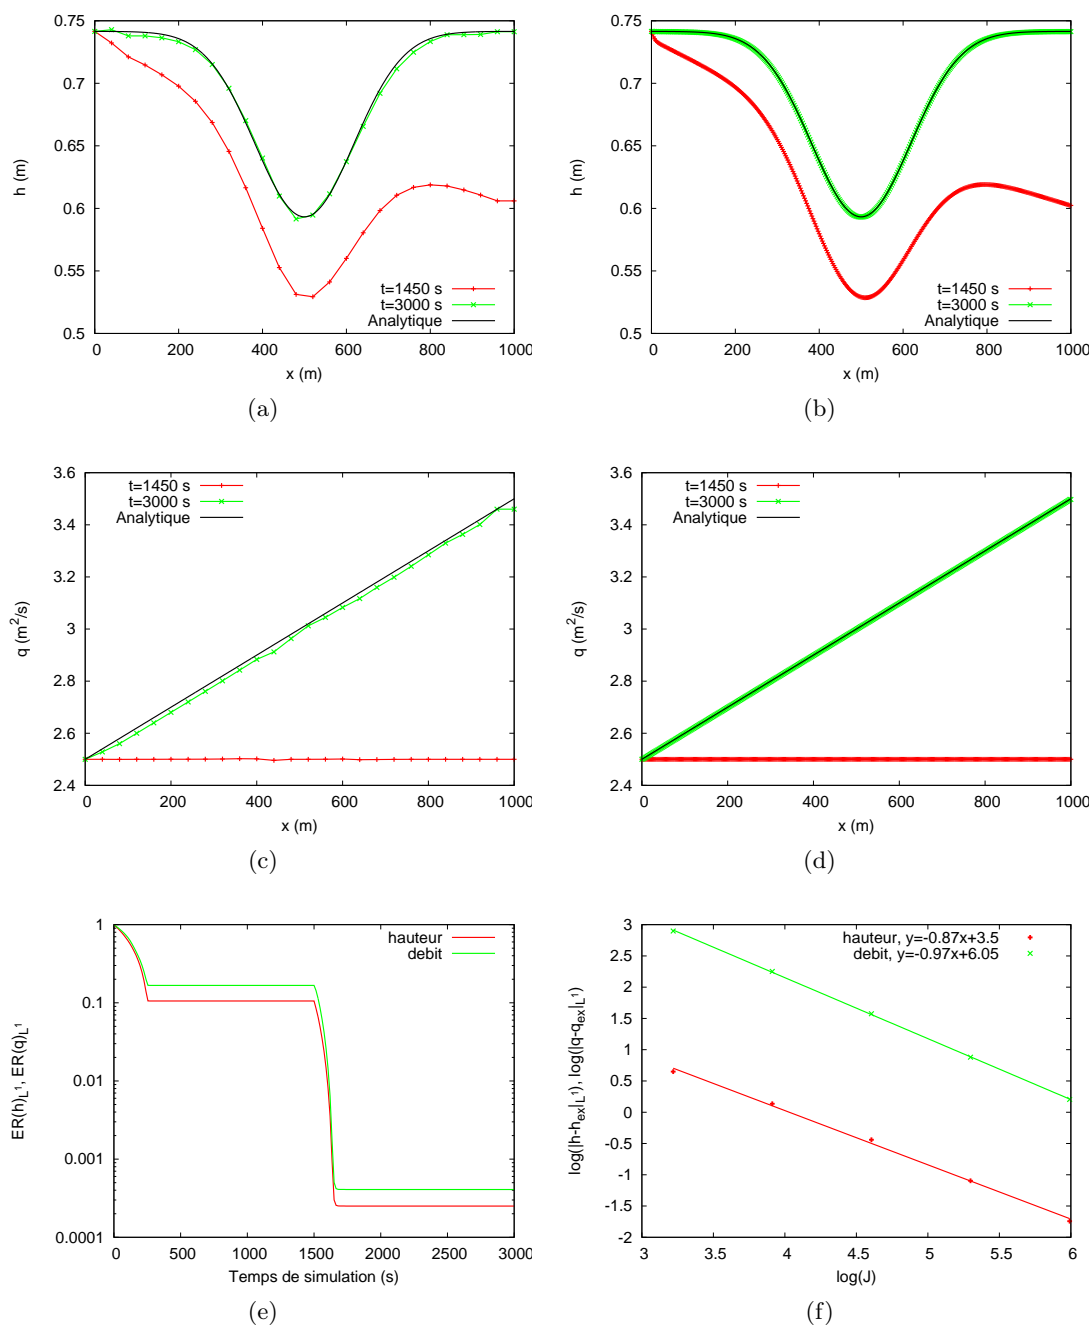 0.75
0.7
0.65
0.6
0.55
0.5
h (m)
t=1450 s
t=3000 s
Analytique
0 200 400 600 800 1000
x (m)
(a)
0.75
0.7
0.65
0.6
0.55
0.5
h (m)
t=1450 s
t=3000 s
Analytique
0 200 400 600 800 1000
x (m)
(b)
3.6
3.4
3.2
3
2.8
2.6
2.4
q (m²/s)
t=1450 s
t=3000 s
Analytique
0 200 400 600 800 1000
x (m)
(c)
3.6
3.4
3.2
3
2.8
2.6
2.4
q (m²/s)
t=1450 s
t=3000 s
Analytique
0 200 400 600 800 1000
x (m)
(d)
1
0.1
0.01
0.001
0.0001
ER(h)_L¹, ER(q)_L¹
hauteur
debit
0 500 1000 1500 2000 2500 3000
Temps de simulation (s)
(e)
3
2.5
2
1.5
1
0.5
0
-0.5
-1
-1.5
-2
log(|h-h_ex|_L¹), log(|q-q_ex|_L¹)
hauteur, y=-0.87x+3.5
debit, y=-0.97x+6.05
3 3.5 4 4.5 5 5.5 6
log(J)
(f)